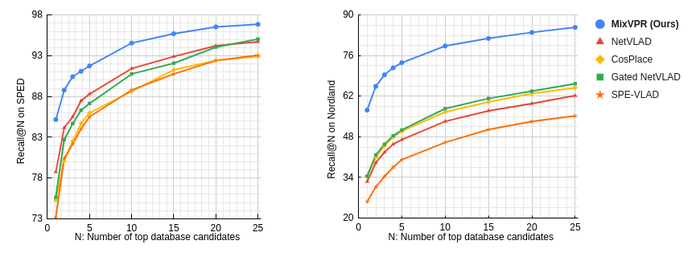 98
93
88
83
78
73
Recall@N on SPED
0 5 10 15 20 25
N: Number of top database candidates
90
76
62
48
34
20
Recall@N on Nordland
0 5 10 15 20 25
N: Number of top database candidates
MixVPR (Ours)
NetVLAD
CosPlace
Gated NetVLAD
SPE-VLAD